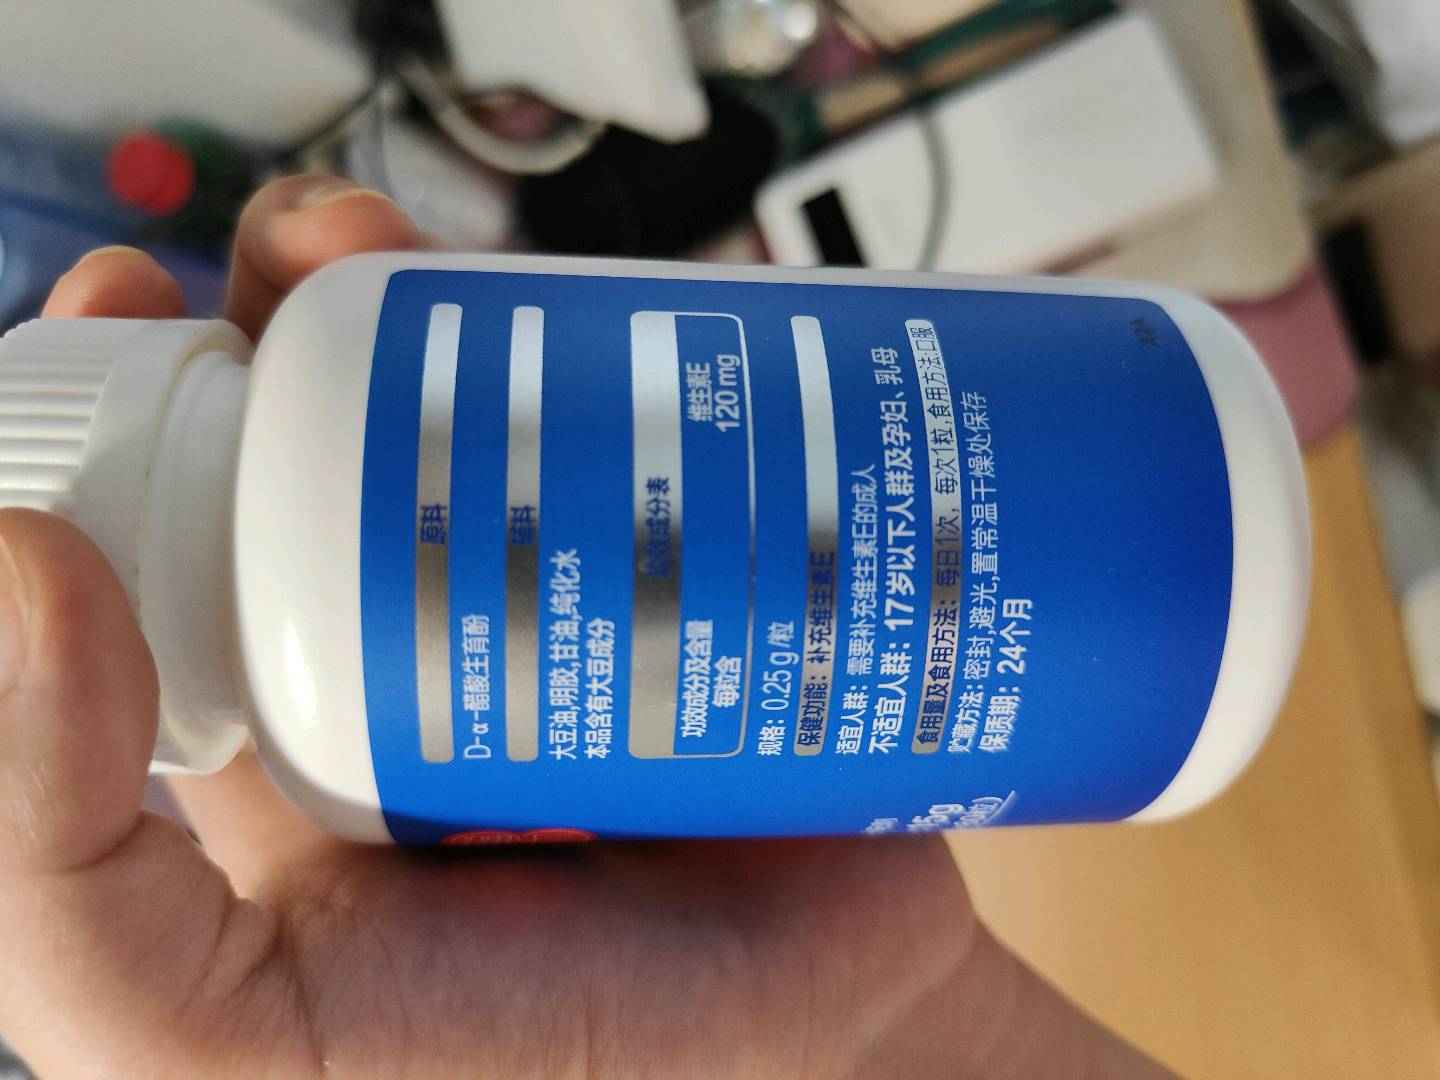 原料
D-α-醋酸生育酚
辅料
大豆油,明胶,甘油,纯化水
本品含有大豆成分
功效成分表
功效成分及含量 维生素E
每粒含 120 mg
规格：0.25 g/粒
保健功能：补充维生素E
适宜人群：需要补充维生素E的成人
不适宜人群：17岁以下人群及孕妇、乳母
食用量及食用方法：每日1次，每次1粒,食用方法:口服
贮藏方法:密封,避光,置常温干燥处保存
保质期：24个月